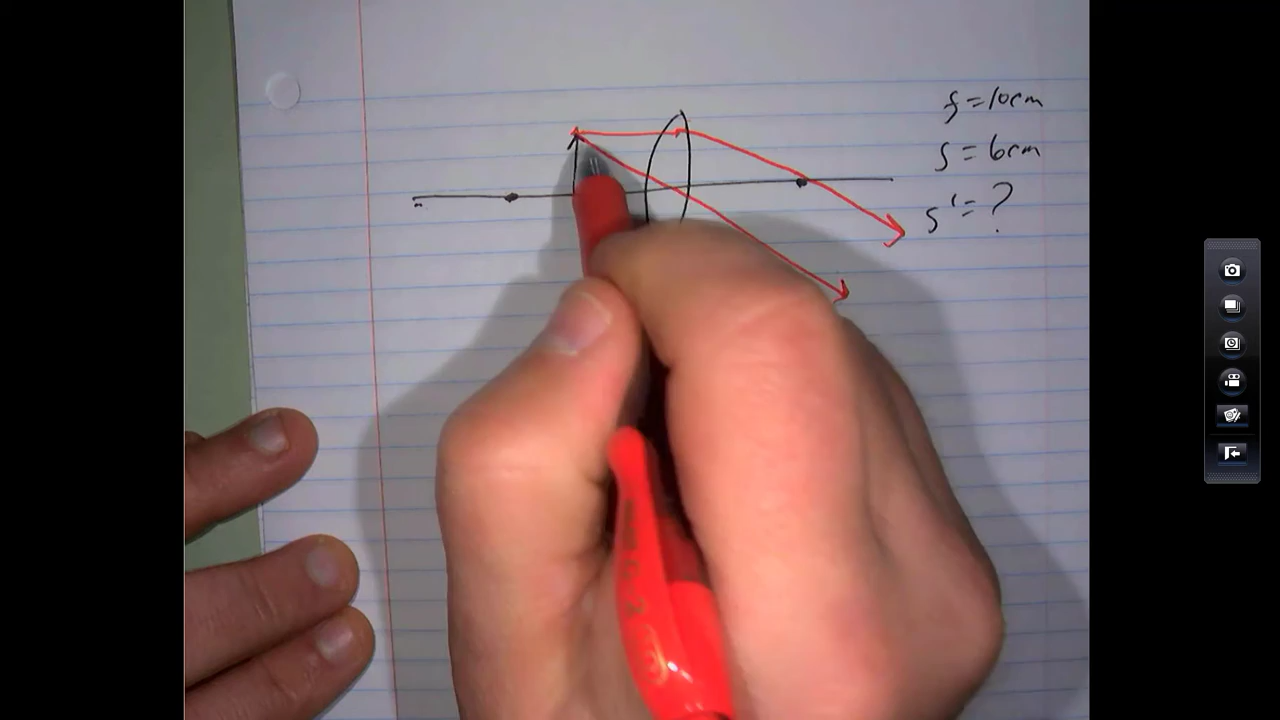 f = 10cm
s = 6cm
s' = ?